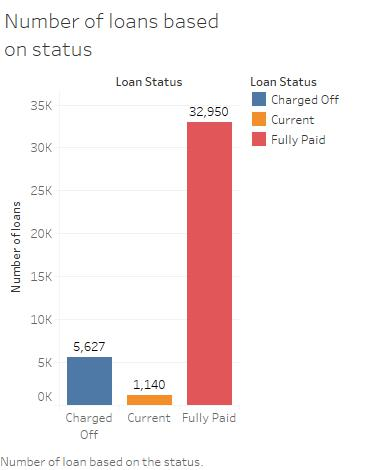 Number of loans based
on status
Loan Status
Loan Status
Charged Off
Current
Fully Paid
Number of loans
35K
30K
25K
20K
15K
10K
5K
0K
32,950
5,627
1,140
Charged
Off
Current
Fully Paid
Number of loan based on the status.